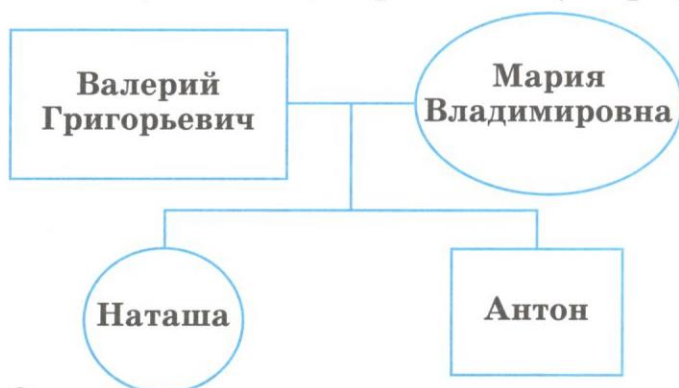 Валерий
Григорьевич
Мария
Владимировна
Наташа
Антон